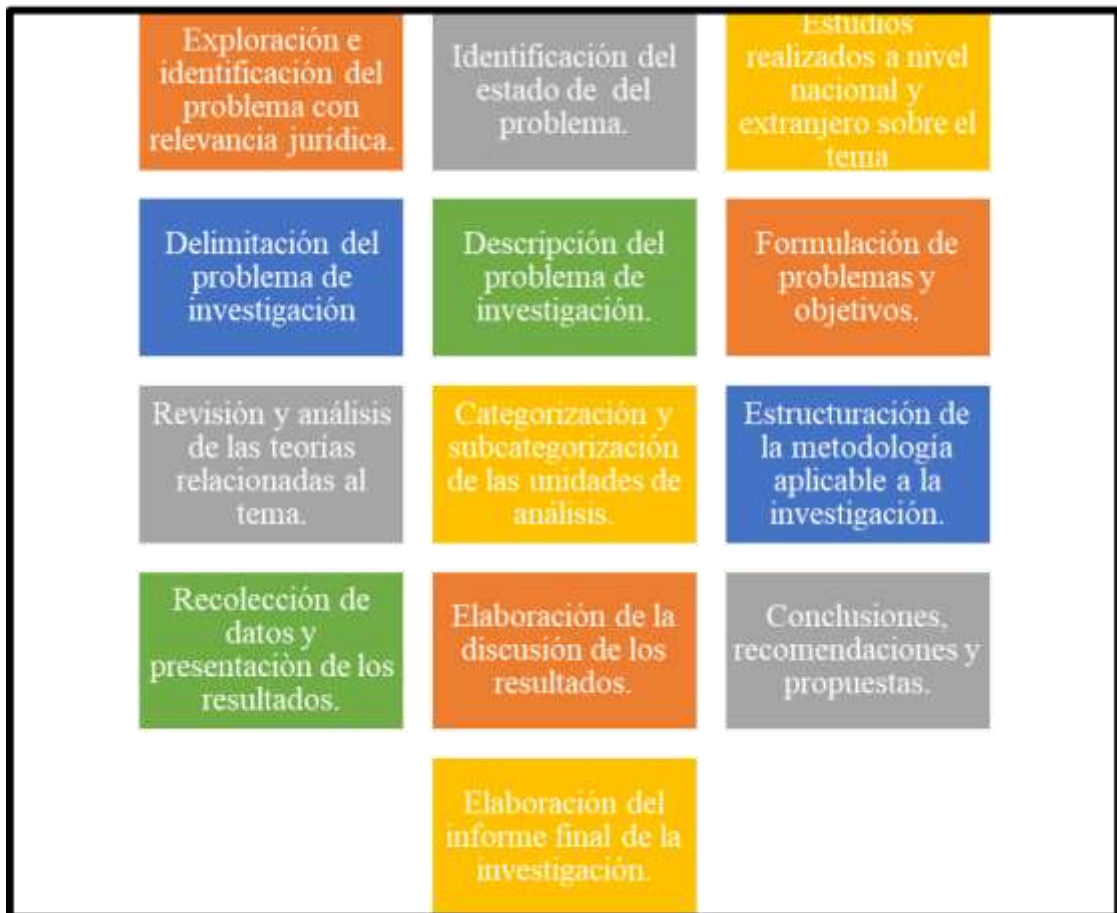 Exploración e
identificación del
problema con
relevancia jurídica.
Identificación del
estado de  del
problema.
Estudios
realizados a nivel
nacional y
extranjero sobre el
tema
Delimitación del
problema de
investigación
Descripción del
problema de
investigación.
Formulación de
problemas y
objetivos.
Revisión y análisis
de las teorías
relacionadas al
tema.
Categorización y
subcategorización
de las unidades de
análisis.
Estructuración de
la metodología
aplicable a la
investigación.
Recolección de
datos y
presentaciòn de los
resultados.
Elaboración de la
discusión de los
resultados.
Conclusiones,
recomendaciones y
propuestas.
Elaboración del
informe final de la
investigación.